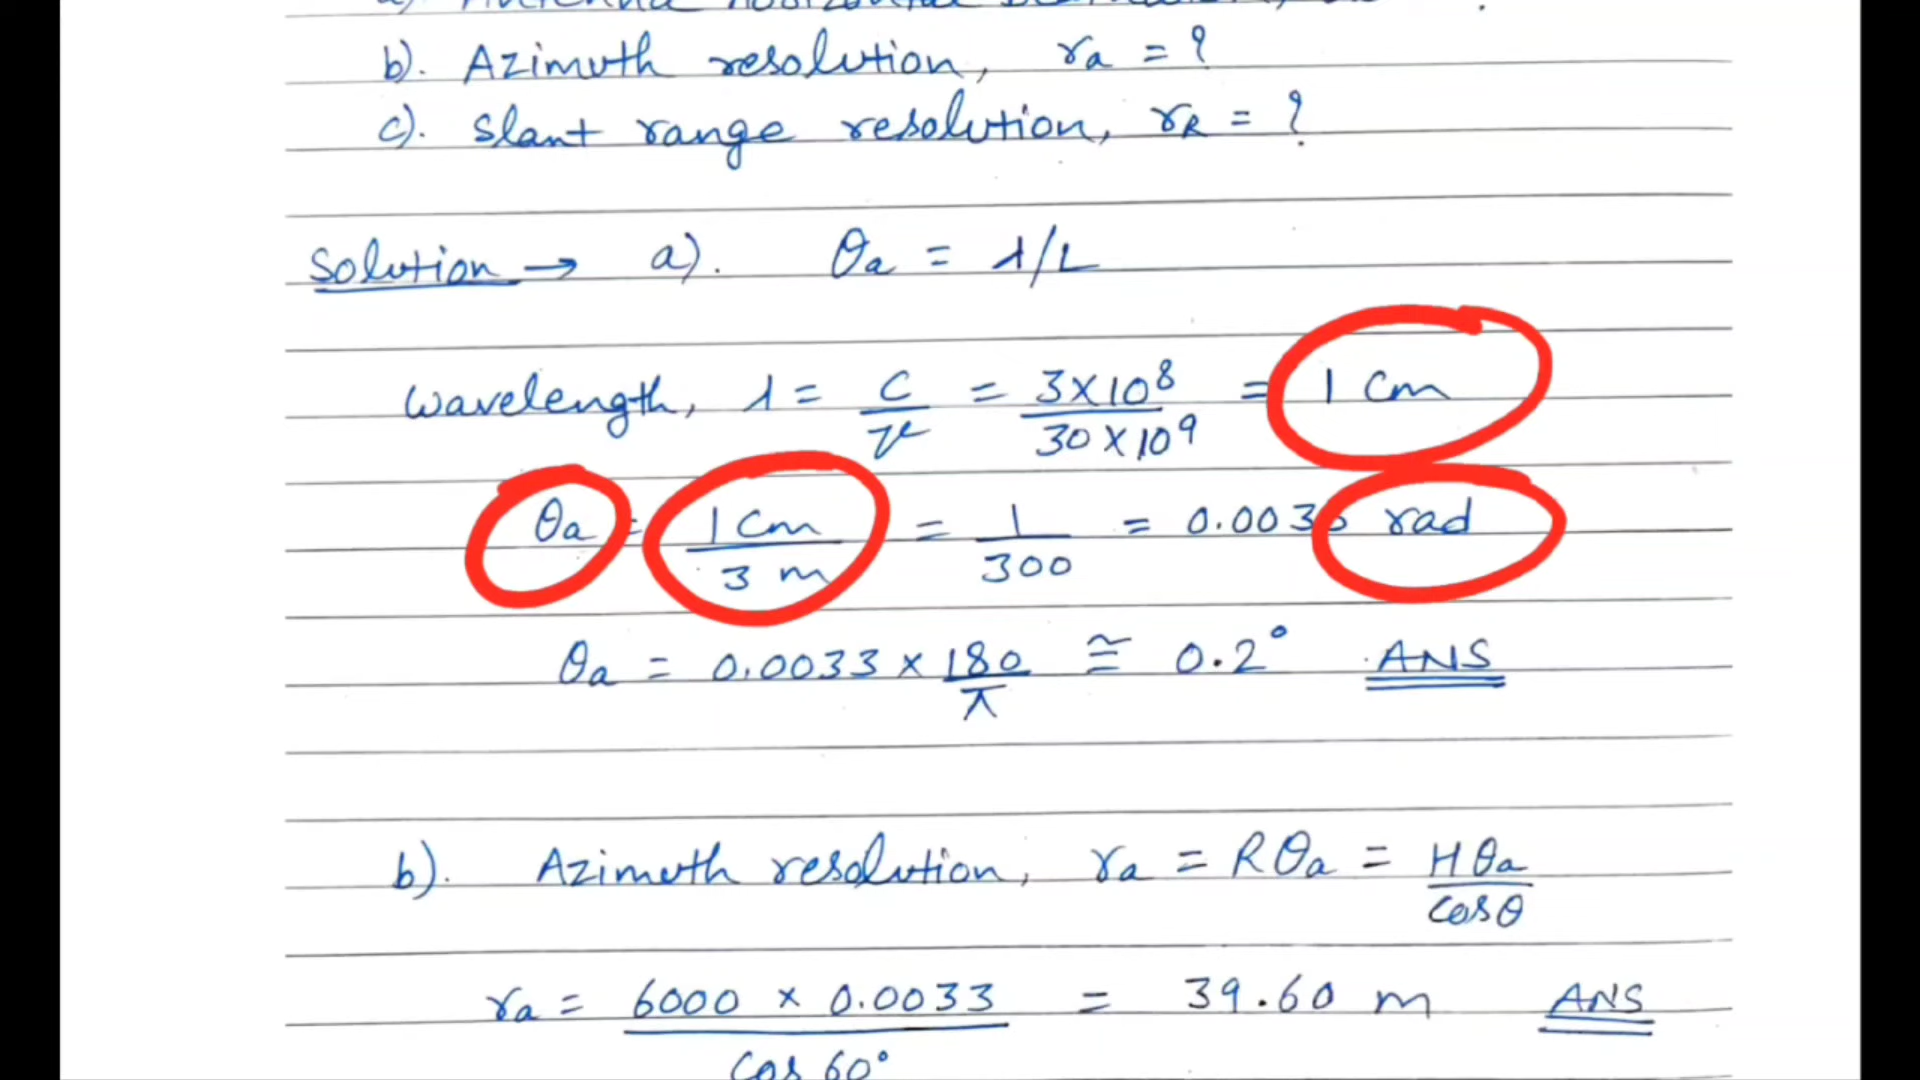 b). Azimuth resolution, ra = ?
c). slant range resolution, rR = ?
Solution → a). θa = λ/L
wavelength, λ = c/ν = 3×10⁸/30×10⁹ = 1 cm
θa = 1 cm/3 m = 1/300 = 0.0033 rad
θa = 0.0033 × 180/π ≅ 0.2° ANS
b). Azimuth resolution, ra = Rθa = Hθa/cosθ
ra = 6000 × 0.0033/cos 60° = 39.60 m ANS